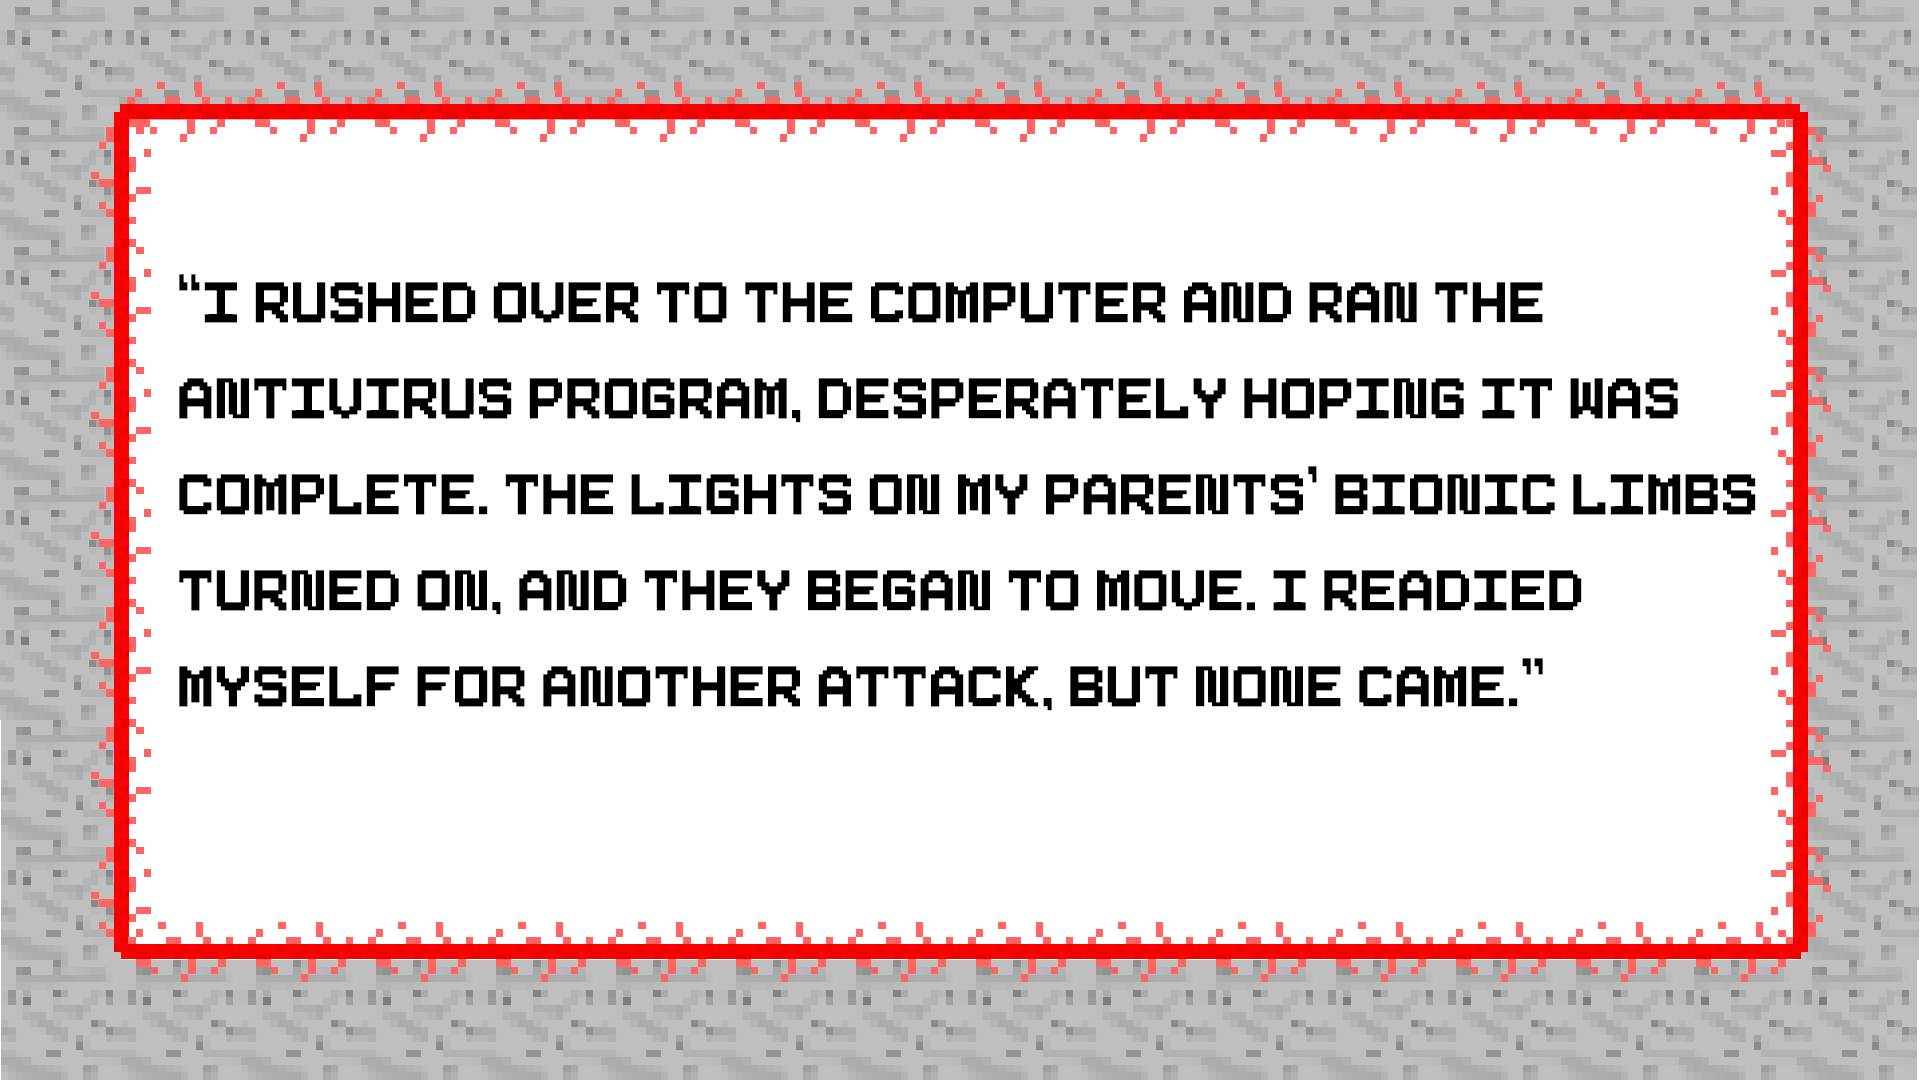 “I RUSHED OVER TO THE COMPUTER AND RAN THE
ANTIVIRUS PROGRAM, DESPERATELY HOPING IT WAS
COMPLETE. THE LIGHTS ON MY PARENTS’ BIONIC LIMBS
TURNED ON, AND THEY BEGAN TO MOVE. I READIED
MYSELF FOR ANOTHER ATTACK, BUT NONE CAME.”